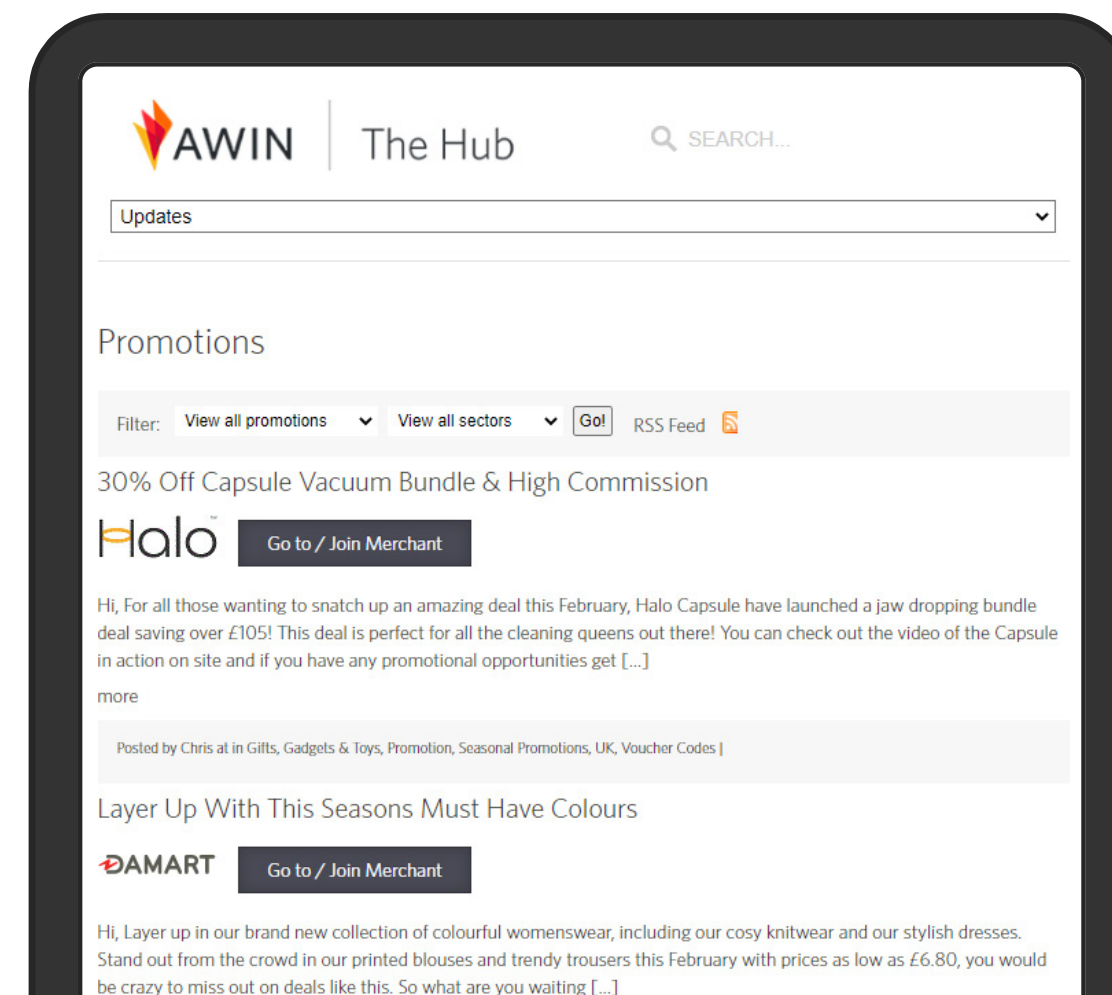 AWIN The Hub SEARCH...
Updates
Promotions
Filter: View all promotions View all sectors Go! RSS Feed
30% Off Capsule Vacuum Bundle & High Commission
Halo™ Go to / Join Merchant
Hi, For all those wanting to snatch up an amazing deal this February, Halo Capsule have launched a jaw dropping bundle
deal saving over £105! This deal is perfect for all the cleaning queens out there! You can check out the video of the Capsule
in action on site and if you have any promotional opportunities get [...]
more
Posted by Chris at in Gifts, Gadgets & Toys, Promotion, Seasonal Promotions, UK, Voucher Codes |
Layer Up With This Seasons Must Have Colours
DAMART Go to / Join Merchant
Hi, Layer up in our brand new collection of colourful womenswear, including our cosy knitwear and our stylish dresses.
Stand out from the crowd in our printed blouses and trendy trousers this February with prices as low as £6.80, you would
be crazy to miss out on deals like this. So what are you waiting [...]